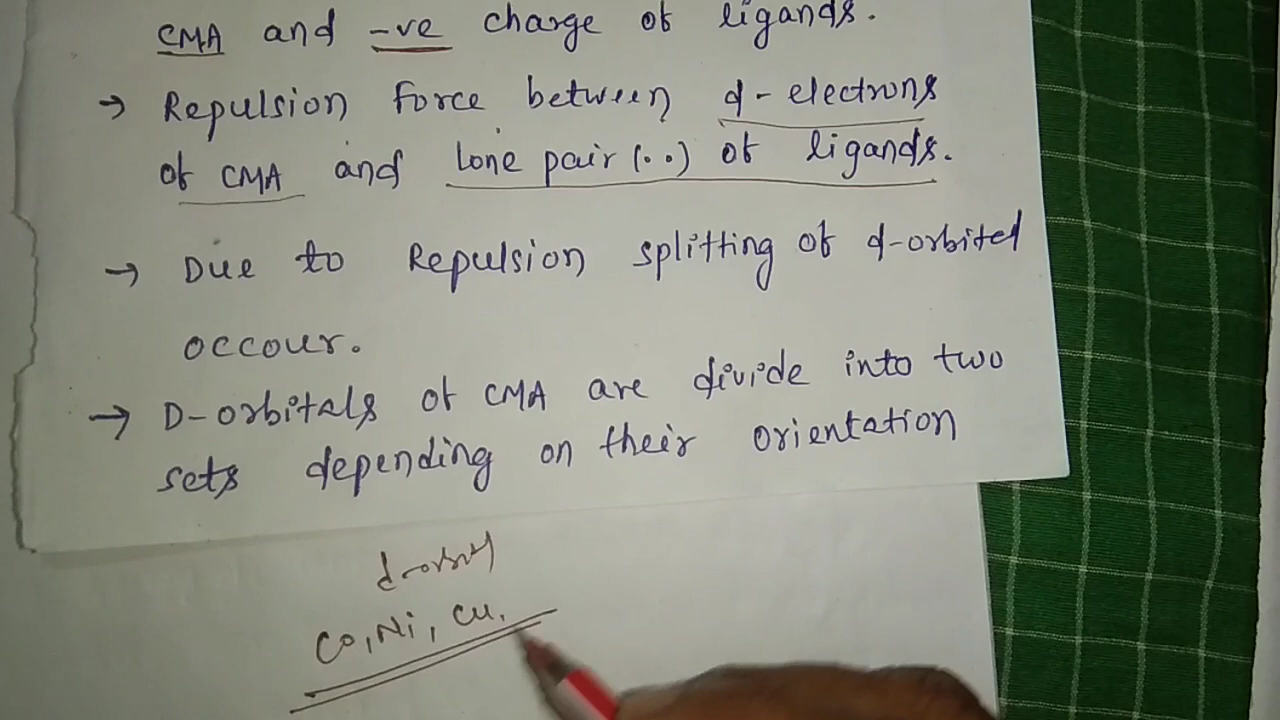 CMA and -ve charge of ligands.
→ Repulsion force between d-electrons
of CMA and lone pair (..) of ligands.
→ Due to Repulsion splitting of d-orbital
occour.
→ D-orbitals of CMA are divide into two
sets depending on their orientation
Co, Ni, Cu.